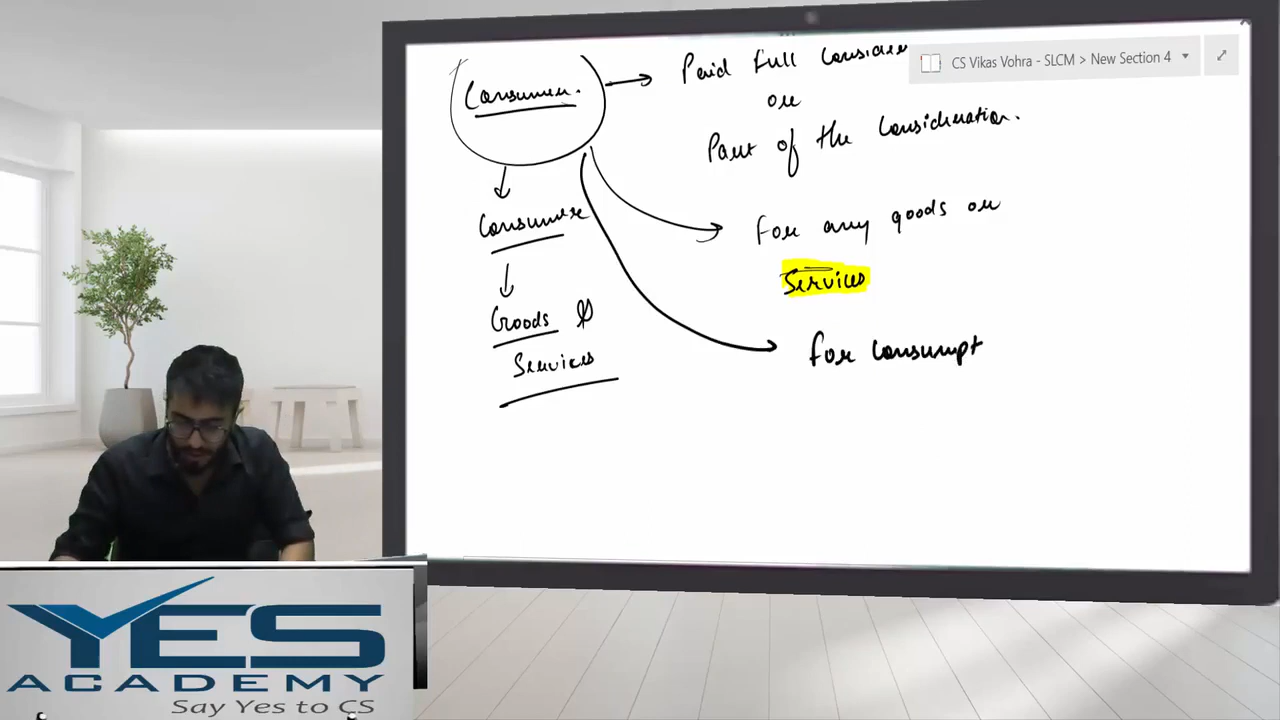 CS Vikas Vohra - SLCM > New Section 4
Consumer.
Paid full Consider
or
Part of the Consideration.
Consumer
For any goods or
Services
Goods &
Services
For Consumpt
YES
ACADEMY
Say Yes to CS